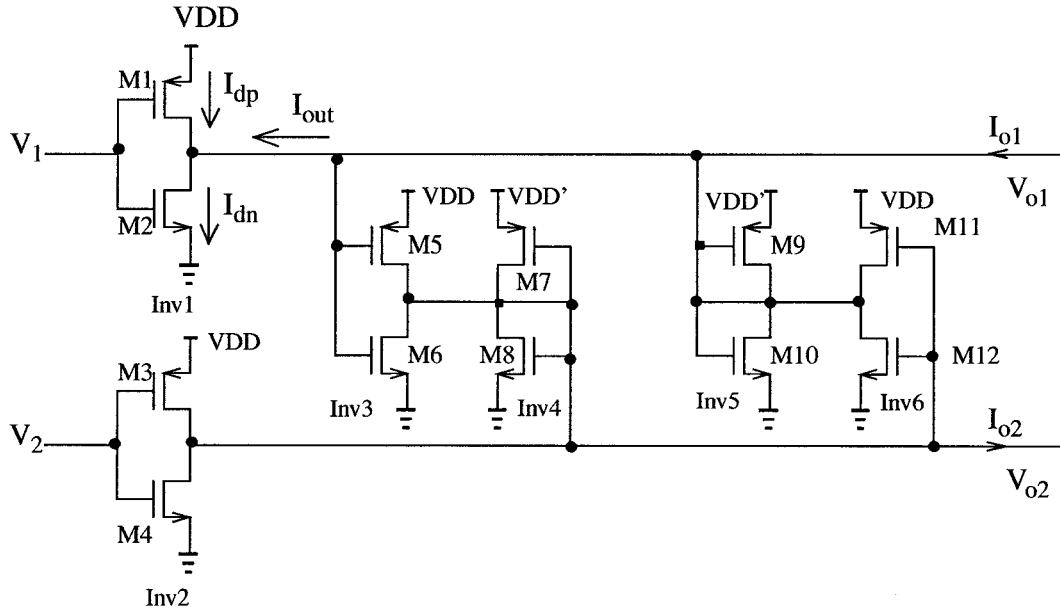 VDD
M1
I_dp
I_out
V_1
I_o1
V_o1
M2
I_dn
Inv1
VDD
VDD'
M5
M7
M6
M8
Inv3
Inv4
VDD'
VDD
M9
M11
M10
M12
Inv5
Inv6
VDD
M3
V_2
M4
Inv2
I_o2
V_o2